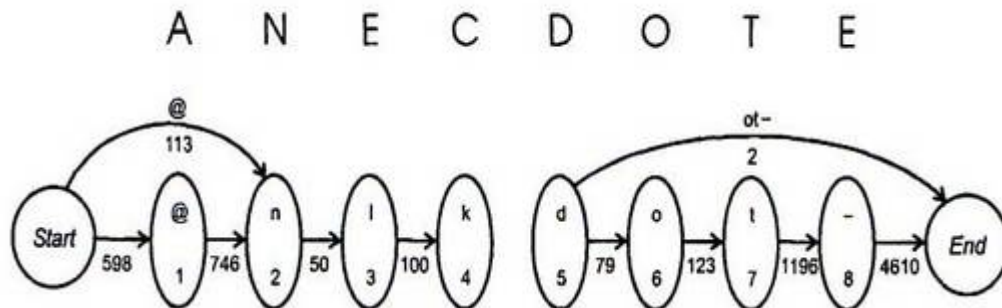 A N E C D O T E
@ ot-
113 2
Start @ n l k d o t - End
598 746 50 100 79 123 1196 4610
1 2 3 4 5 6 7 8